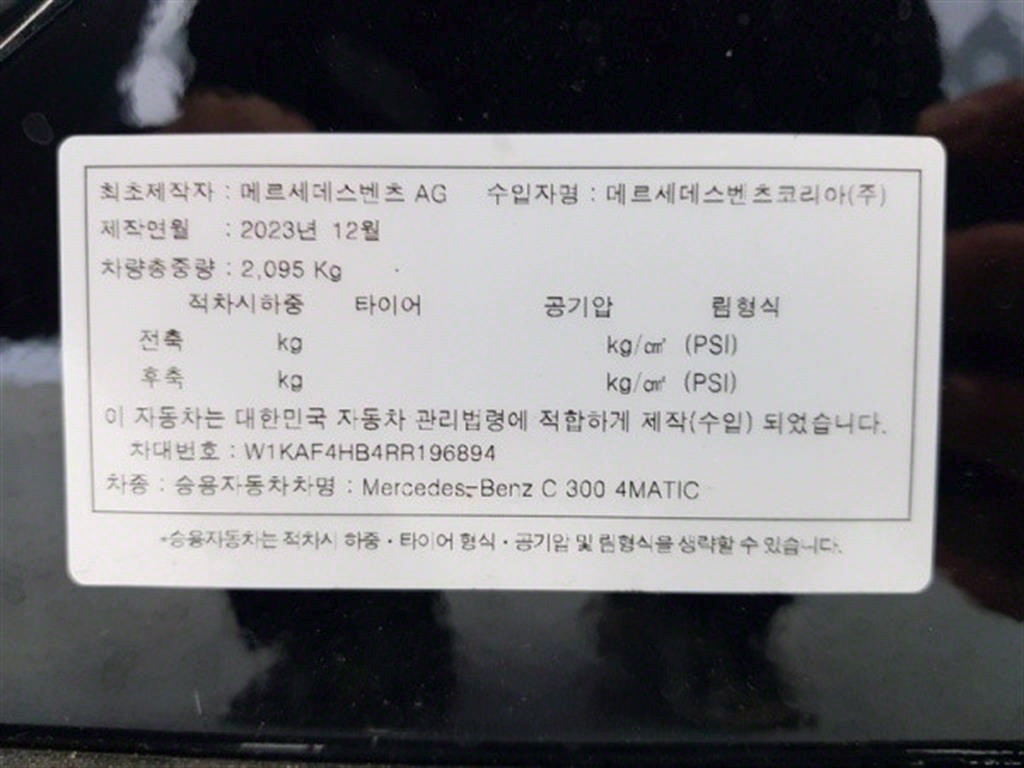 최초제작자 : 메르세데스벤츠 AG 수입자명 : 메르세데스벤츠코리아(주)
제작연월 : 2023년 12월
차량총중량 : 2,095 Kg
적차시하중 타이어 공기압 림형식
전축 kg kg/㎠ (PSI)
후축 kg kg/㎠ (PSI)
이 자동차는 대한민국 자동차 관리법령에 적합하게 제작(수입) 되었습니다.
차대번호 : W1KAF4HB4RR196894
차종 : 승용자동차차명 : Mercedes-Benz C 300 4MATIC
*승용자동차는 적차시 하중·타이어 형식·공기압 및 림형식을 생략할 수 있습니다.